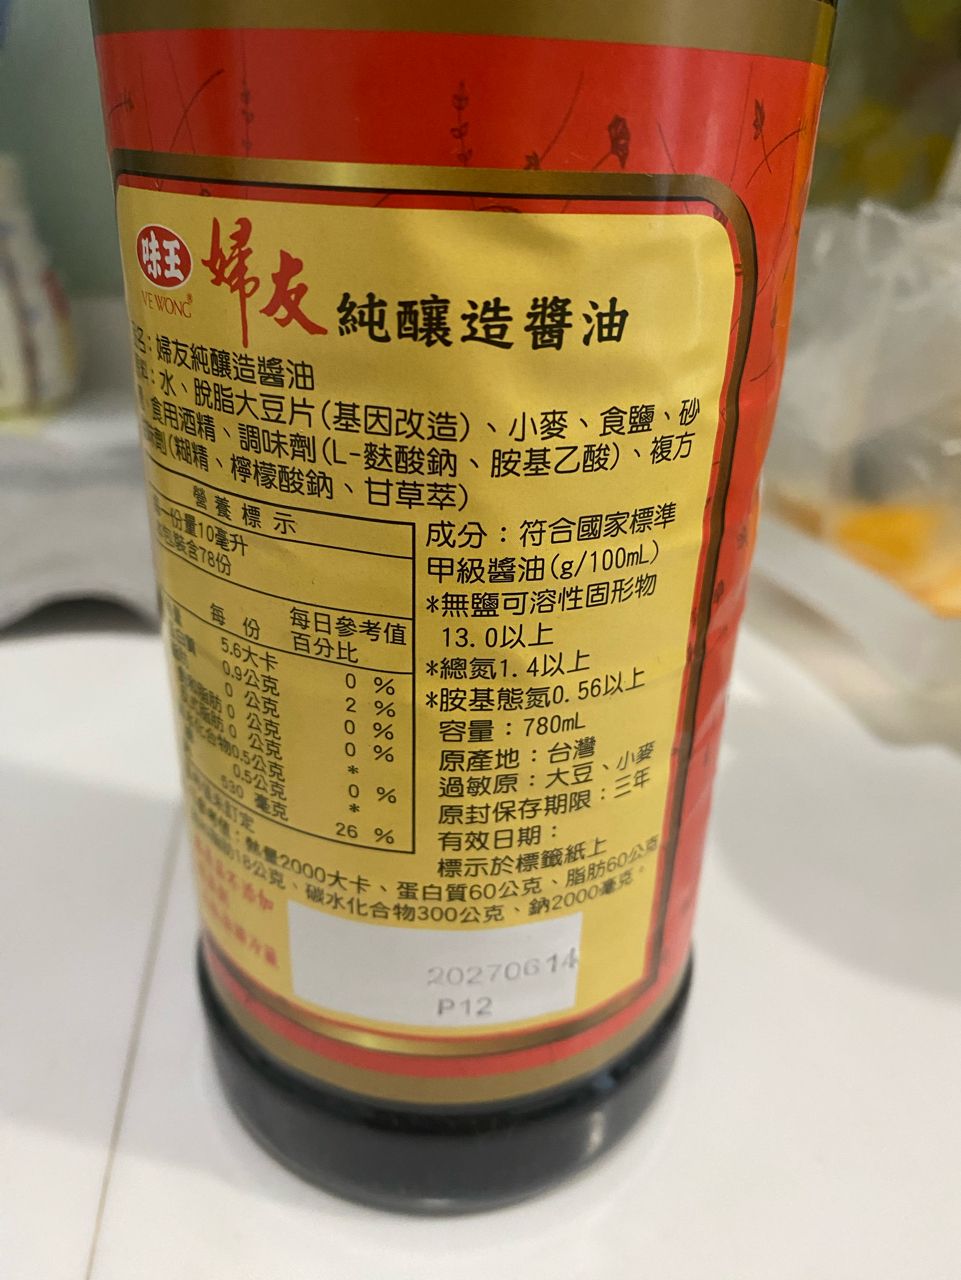 味王
VE WONG®
婦友 純釀造醬油
名：婦友純釀造醬油
：水、脫脂大豆片(基因改造)、小麥、食鹽、砂
食用酒精、調味劑(L-麩酸鈉、胺基乙酸)、複方
劑(糊精、檸檬酸鈉、甘草萃)
營養標示
一份量10毫升
包裝含78份
每份 每日參考值
百分比
5.6大卡 0 %
0.9公克 2 %
脂肪 0 公克 0 %
脂肪 0 公克 0 %
化合物0.5公克 *
0.5公克 0 %
*
530 毫克 26 %
成分：符合國家標準
甲級醬油(g/100mL)
*無鹽可溶性固形物
13.0以上
*總氮1.4以上
*胺基態氮0.56以上
容量：780mL
原產地：台灣
過敏原：大豆、小麥
原封保存期限：三年
有效日期：
標示於標籤紙上
熱量2000大卡、蛋白質60公克、脂肪60公克
18公克、碳水化合物300公克、鈉2000毫克。
20270614
P12